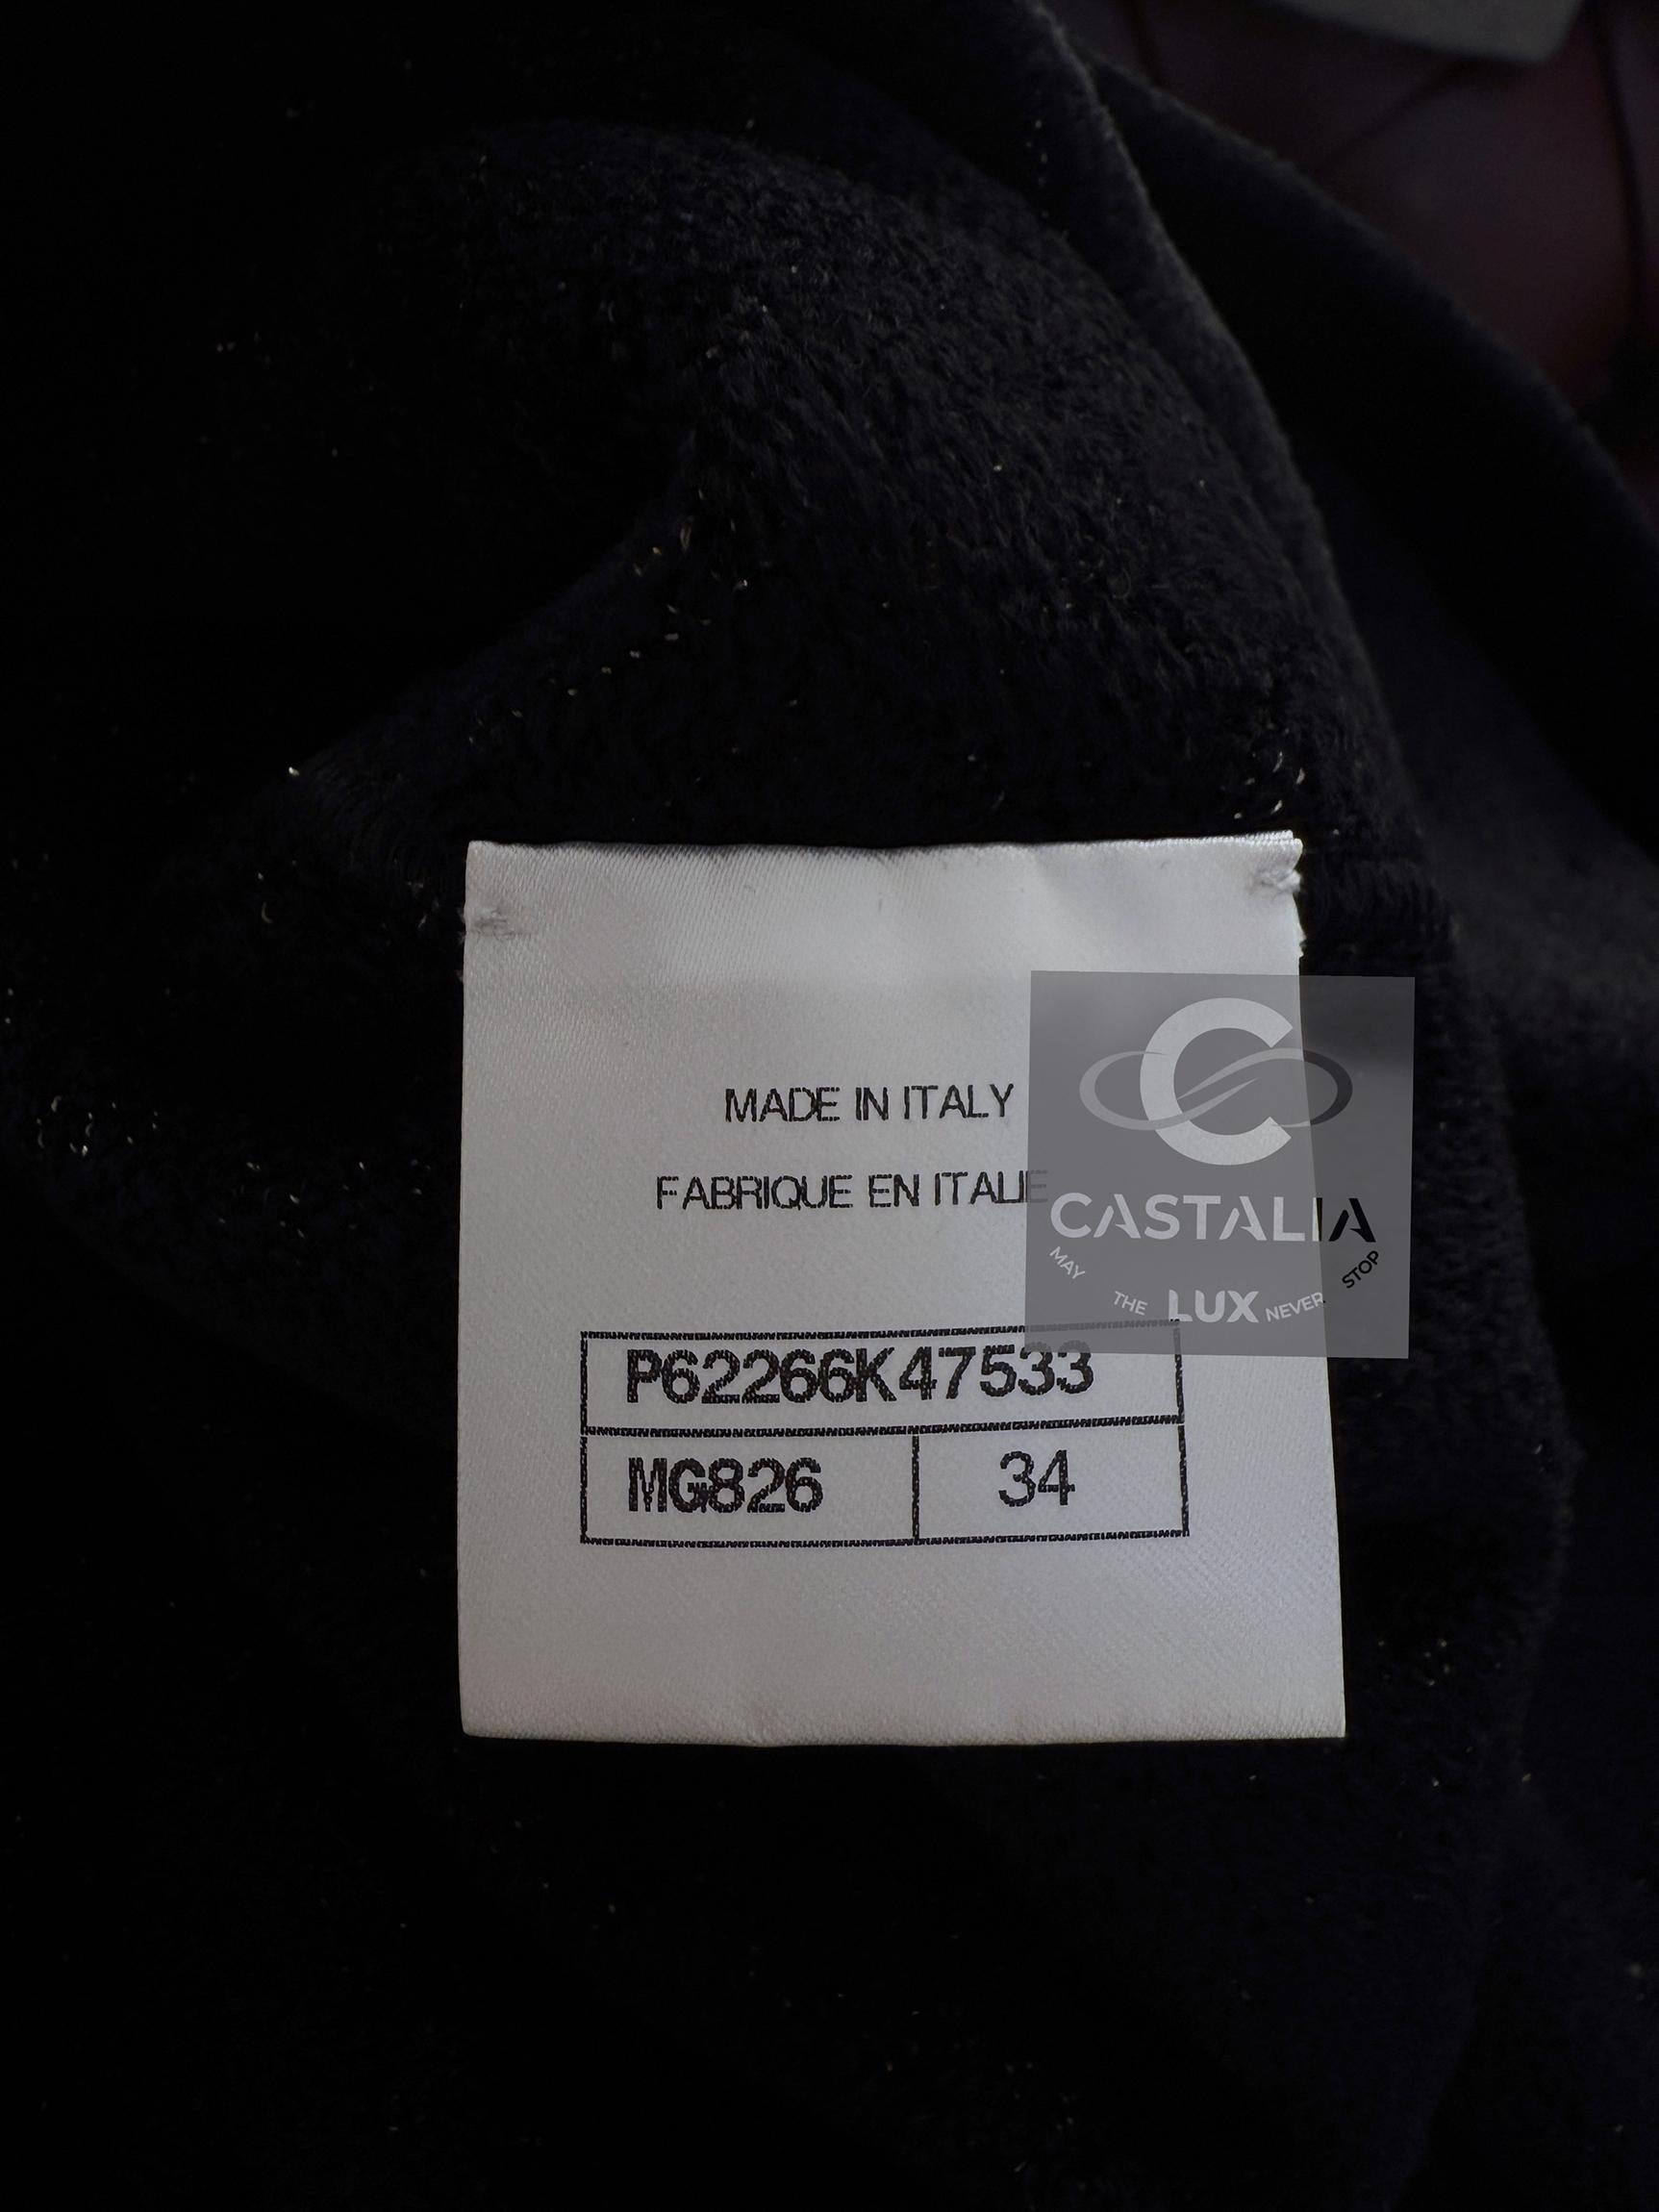 MADE IN ITALY
FABRIQUE EN ITALIE
P62266K47533
MG826
34
C
CASTALIA
MAY THE LUX NEVER STOP